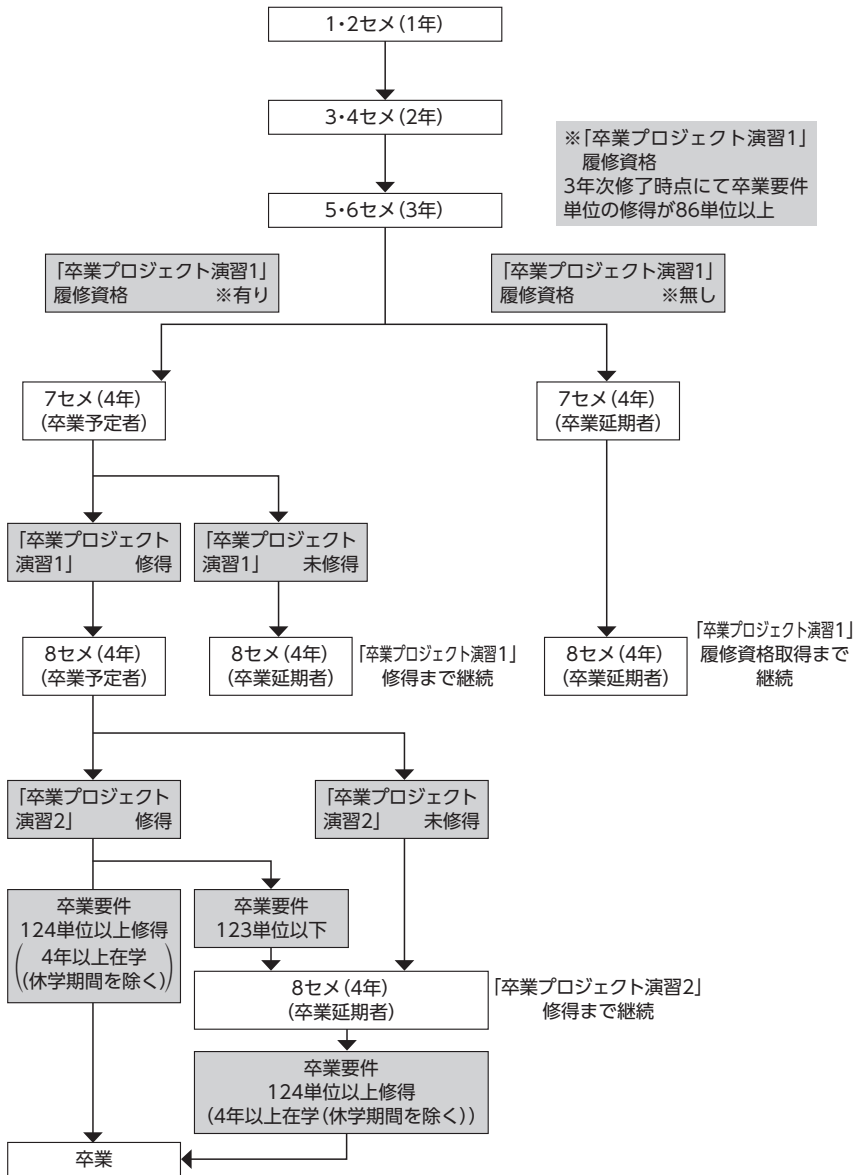 1・2セメ(1年)
3・4セメ(2年)
※「卒業プロジェクト演習1」
履修資格
3年次修了時点にて卒業要件
単位の修得が86単位以上
5・6セメ(3年)
「卒業プロジェクト演習1」
履修資格 ※有り
「卒業プロジェクト演習1」
履修資格 ※無し
7セメ(4年)
(卒業予定者)
7セメ(4年)
(卒業延期者)
「卒業プロジェクト
演習1」 修得
「卒業プロジェクト
演習1」 未修得
8セメ(4年)
(卒業予定者)
8セメ(4年)
(卒業延期者)
「卒業プロジェクト演習1」
修得まで継続
8セメ(4年)
(卒業延期者)
「卒業プロジェクト演習1」
履修資格取得まで
継続
「卒業プロジェクト
演習2」 修得
「卒業プロジェクト
演習2」 未修得
卒業要件
124単位以上修得
(4年以上在学
(休学期間を除く))
卒業要件
123単位以下
8セメ(4年)
(卒業延期者)
「卒業プロジェクト演習2」
修得まで継続
卒業要件
124単位以上修得
(4年以上在学(休学期間を除く))
卒業